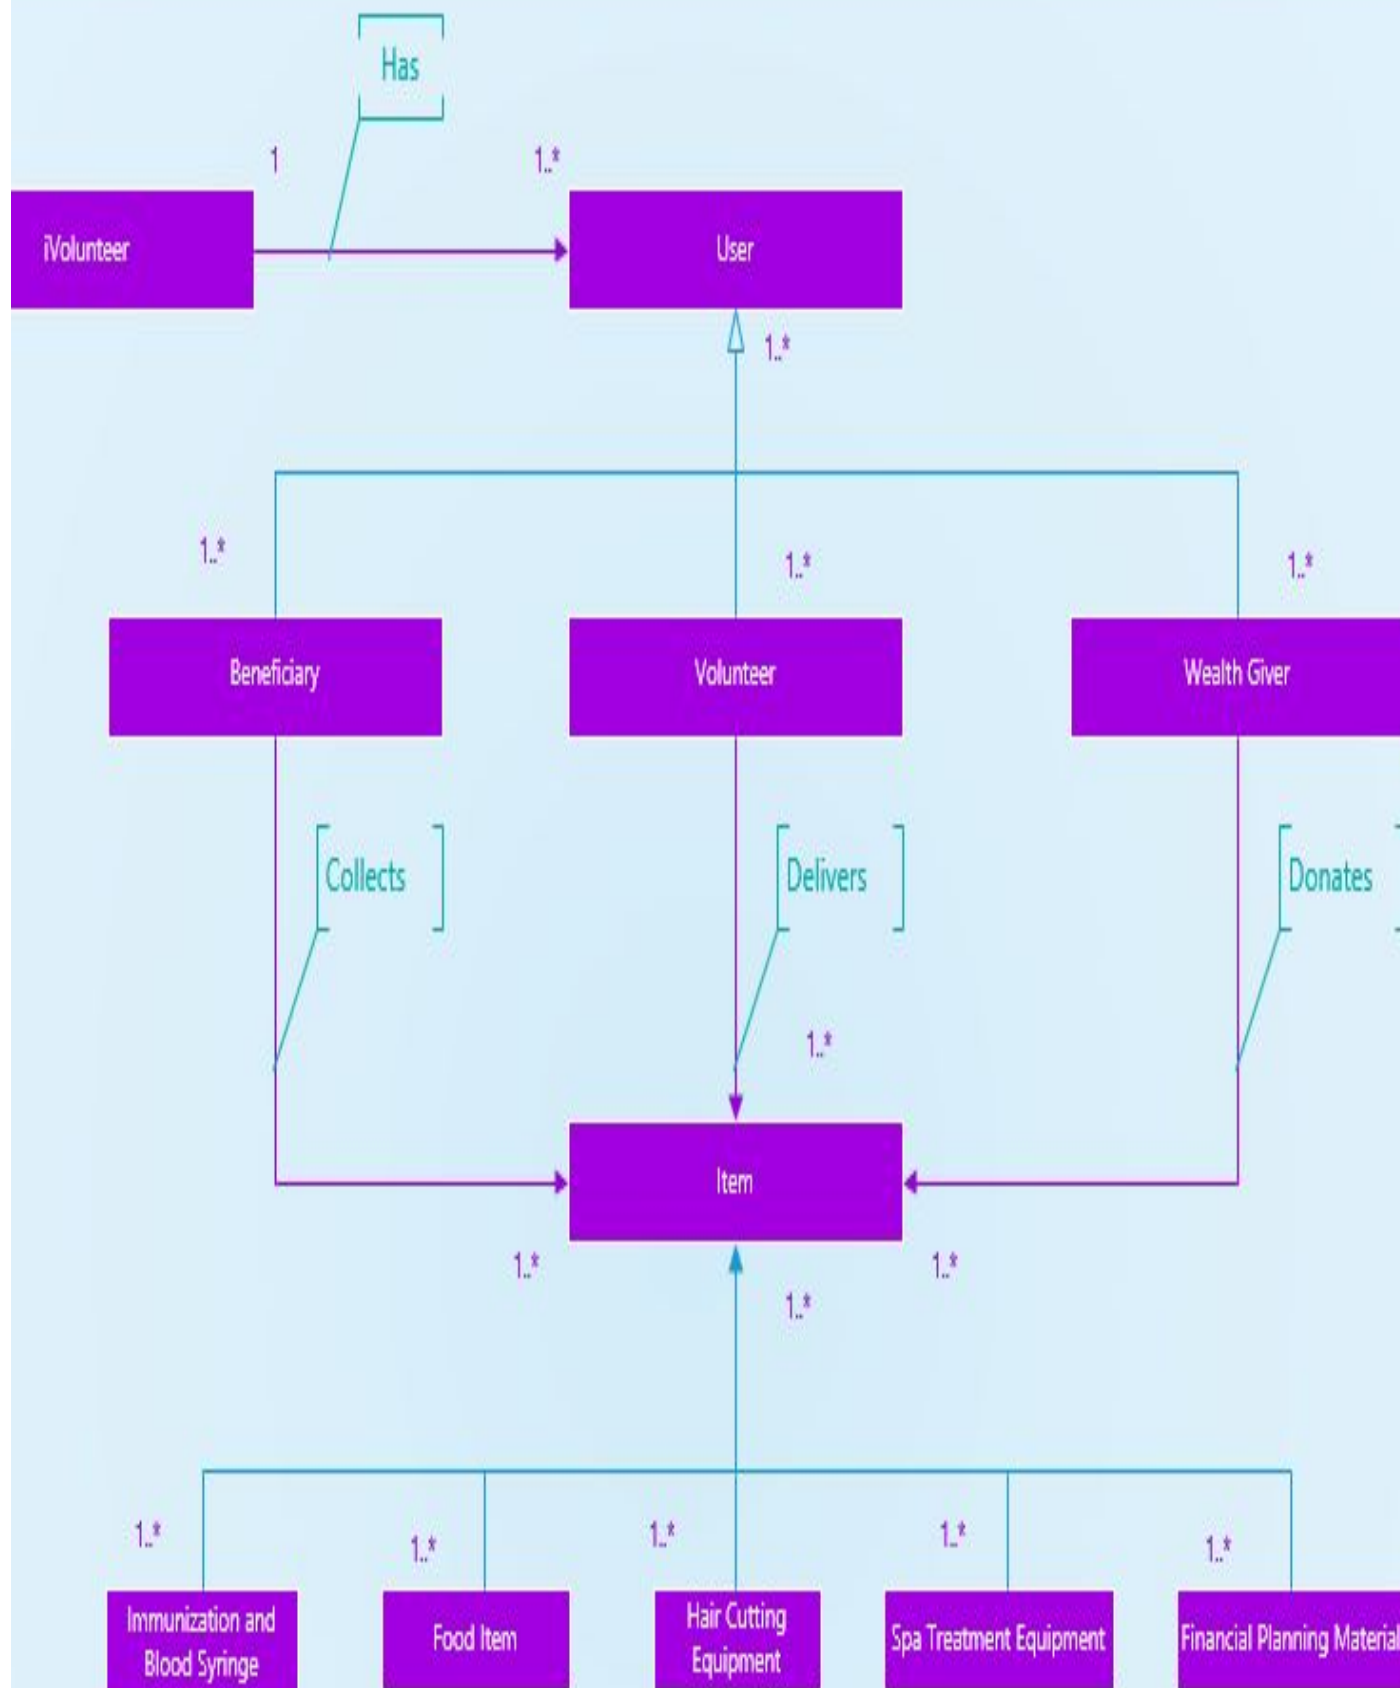 Has
1
1..*
iVolunteer
User
1..*
1..*
1..*
1..*
Beneficiary
Volunteer
Wealth Giver
Collects
Delivers
Donates
1..*
Item
1..*
1..*
1..*
1..*
1..*
1..*
1..*
1..*
Immunization and
Blood Syringe
Food Item
Hair Cutting
Equipment
Spa Treatment Equipment
Financial Planning Material